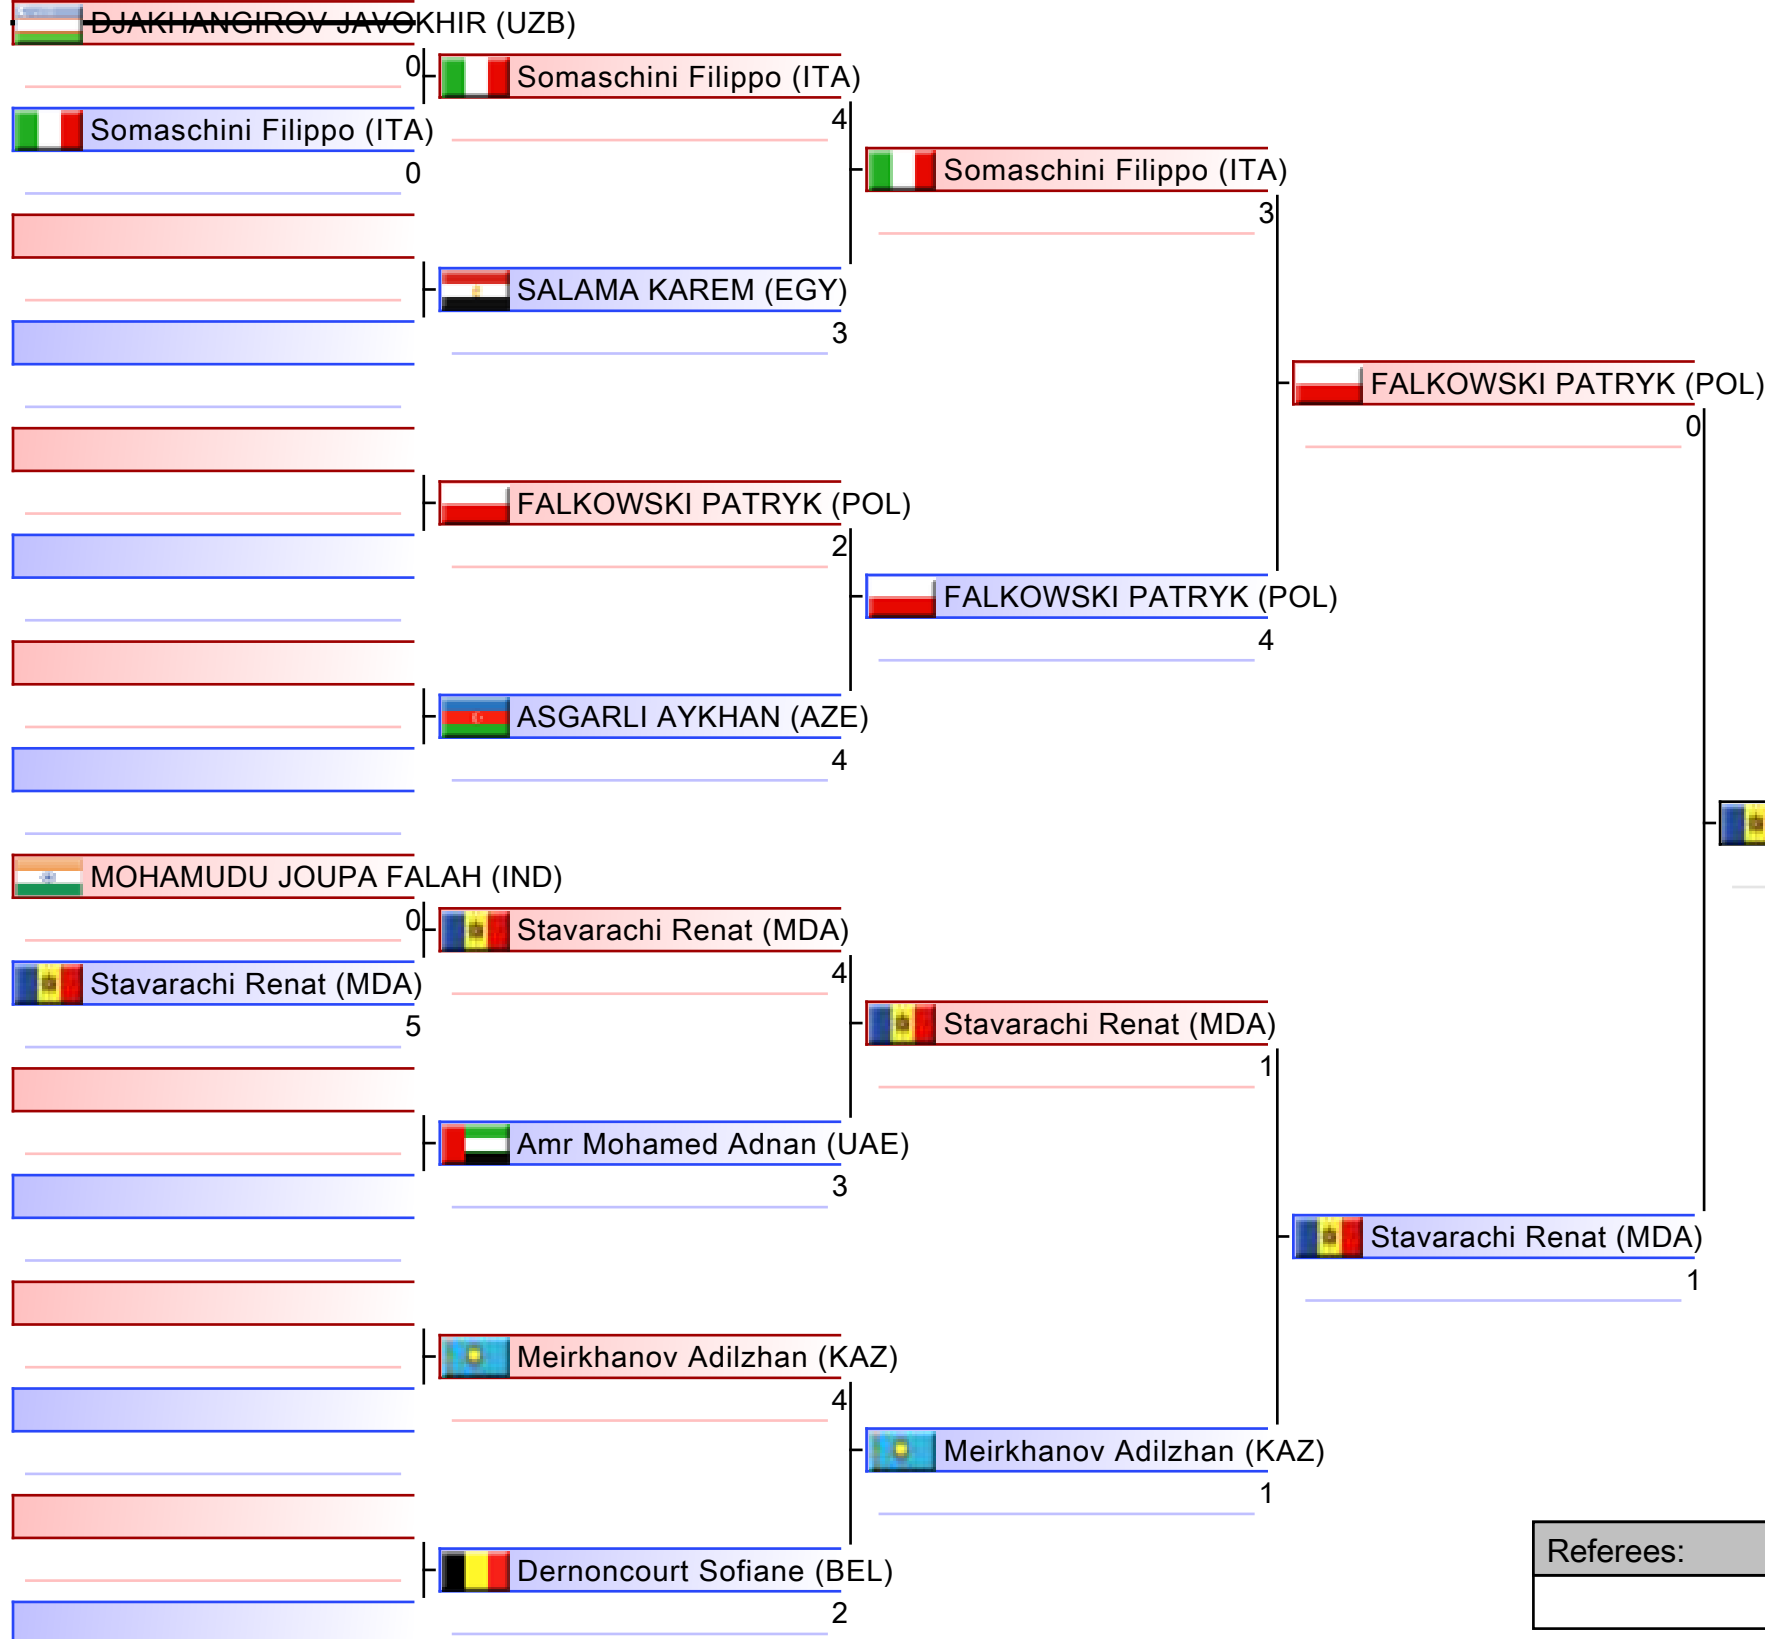 DJAKHANGIROV JAVOKHIR (UZB)
0
Somaschini Filippo (ITA)
0
Somaschini Filippo (ITA)
4
SALAMA KAREM (EGY)
3
Somaschini Filippo (ITA)
3
FALKOWSKI PATRYK (POL)
2
ASGARLI AYKHAN (AZE)
4
FALKOWSKI PATRYK (POL)
4
FALKOWSKI PATRYK (POL)
0
MOHAMUDU JOUPA FALAH (IND)
0
Stavarachi Renat (MDA)
5
Stavarachi Renat (MDA)
4
Amr Mohamed Adnan (UAE)
3
Stavarachi Renat (MDA)
1
Meirkhanov Adilzhan (KAZ)
4
Dernoncourt Sofiane (BEL)
2
Meirkhanov Adilzhan (KAZ)
1
Stavarachi Renat (MDA)
1
Referees: